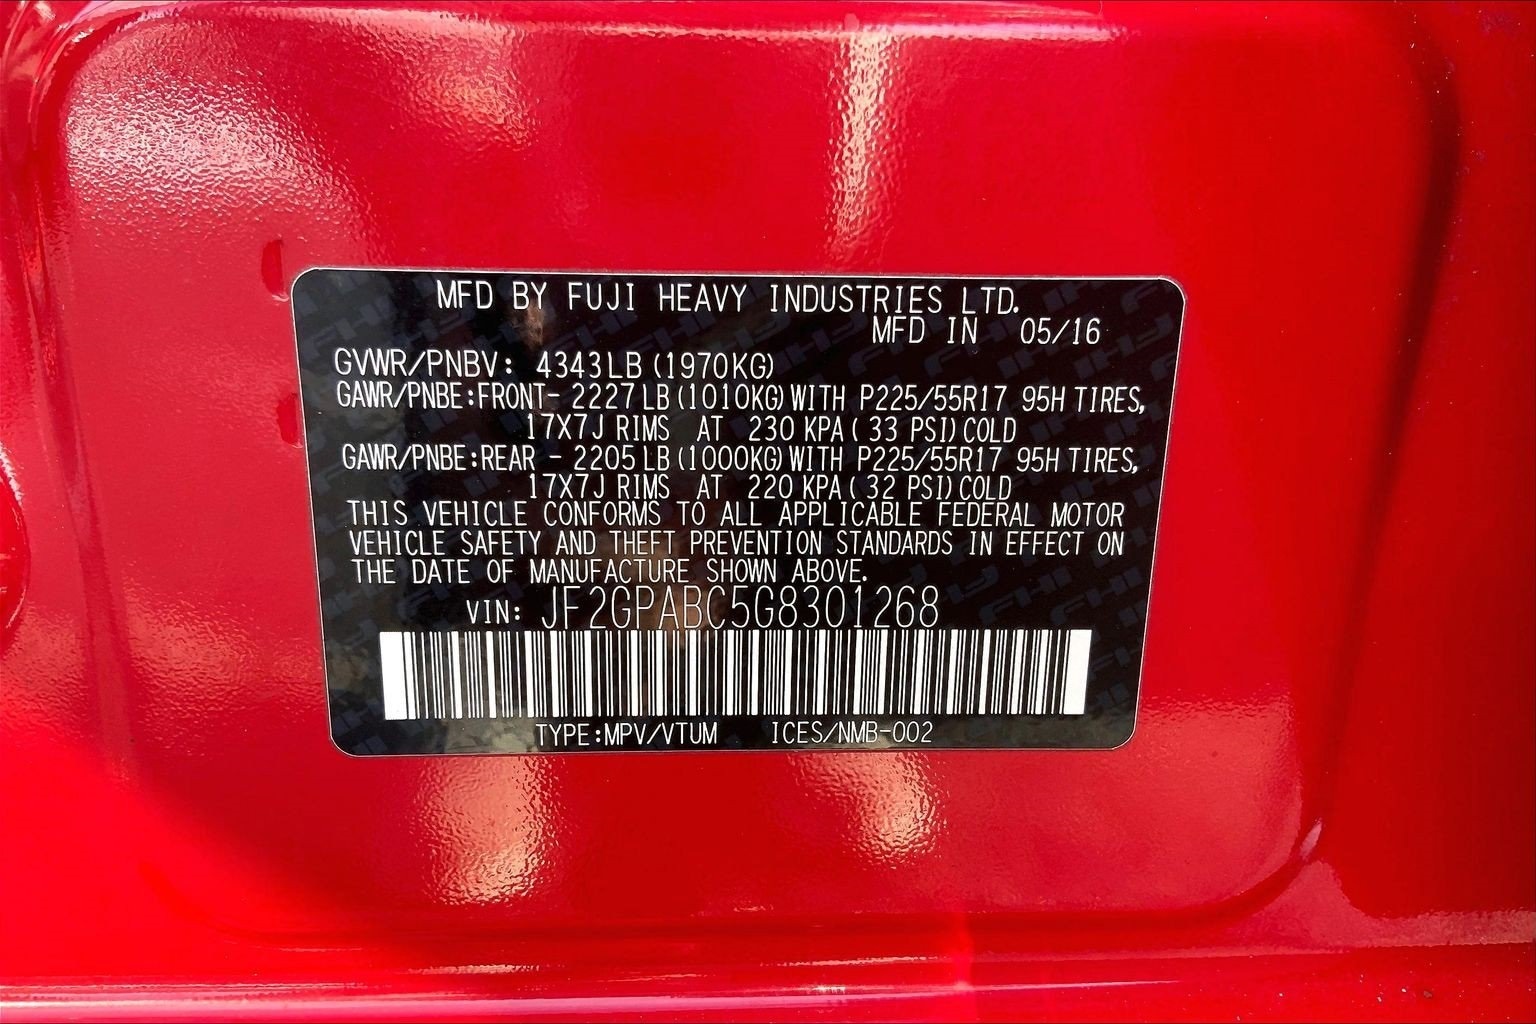 MFD BY FUJI HEAVY INDUSTRIES LTD.
MFD IN 05/16
GVWR/PNBV: 4343LB (1970KG)
GAWR/PNBE:FRONT- 2227LB (1010KG) WITH P225/55R17 95H TIRES,
17X7J RIMS AT 230 KPA ( 33 PSI) COLD
GAWR/PNBE:REAR - 2205LB (1000KG) WITH P225/55R17 95H TIRES,
17X7J RIMS AT 220 KPA ( 32 PSI) COLD
THIS VEHICLE CONFORMS TO ALL APPLICABLE FEDERAL MOTOR
VEHICLE SAFETY AND THEFT PREVENTION STANDARDS IN EFFECT ON
THE DATE OF MANUFACTURE SHOWN ABOVE.
VIN: JF2GPABC5G8301268
TYPE:MPV/VTUM ICES/NMB-002